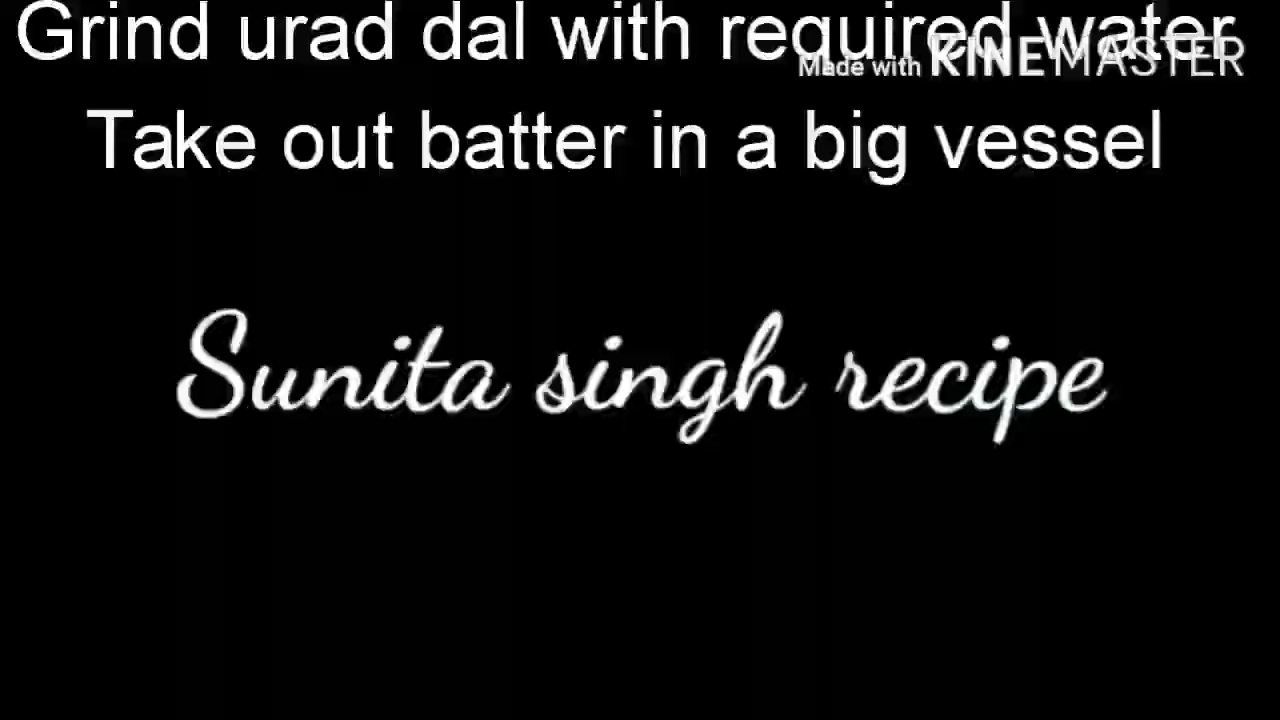 Grind urad dal with required water
Made with KINEMASTER
Take out batter in a big vessel
Sunita singh recipe